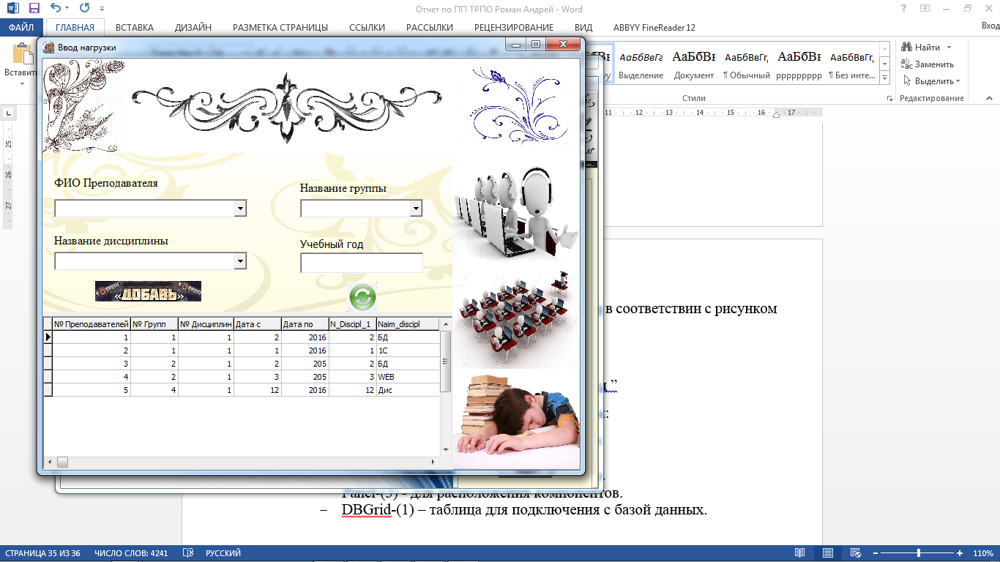 Отчет по ПП ТРПО Роман Андрей - Word
ФАЙЛ ГЛАВНАЯ ВСТАВКА ДИЗАЙН РАЗМЕТКА СТРАНИЦЫ ССЫЛКИ РАССЫЛКИ РЕЦЕНЗИРОВАНИЕ ВИД ABBYY FineReader 12 Вход
Вставить
АаБбВвГг АаБбВв АаБбВвГг, АаБбВв АаБбВвГг,
Выделение Документ ¶ Обычный рррррррррр ¶ Без инте...
Стили
Найти
Заменить
Выделить
Редактирование
11 12 13 14 15 16 17
25
26
27
Ввод нагрузки
ФИО Преподавателя
Название группы
Название дисциплины
Учебный год
«ДОБАВЬ»
№ Преподавателей № Групп № Дисциплин Дата с Дата по N_Discipl_1 Naim_discipl
1 1 1 2 2016 2 БД
2 1 1 1 2016 1 1С
3 2 1 2 205 2 БД
4 2 1 3 205 3 WEB
5 4 1 12 2016 12 Дис
в соответствии с рисунком
Panel-(3) - для расположения компонентов.
– DBGrid-(1) – таблица для подключения с базой данных.
СТРАНИЦА 35 ИЗ 36 ЧИСЛО СЛОВ: 4241 РУССКИЙ 110%